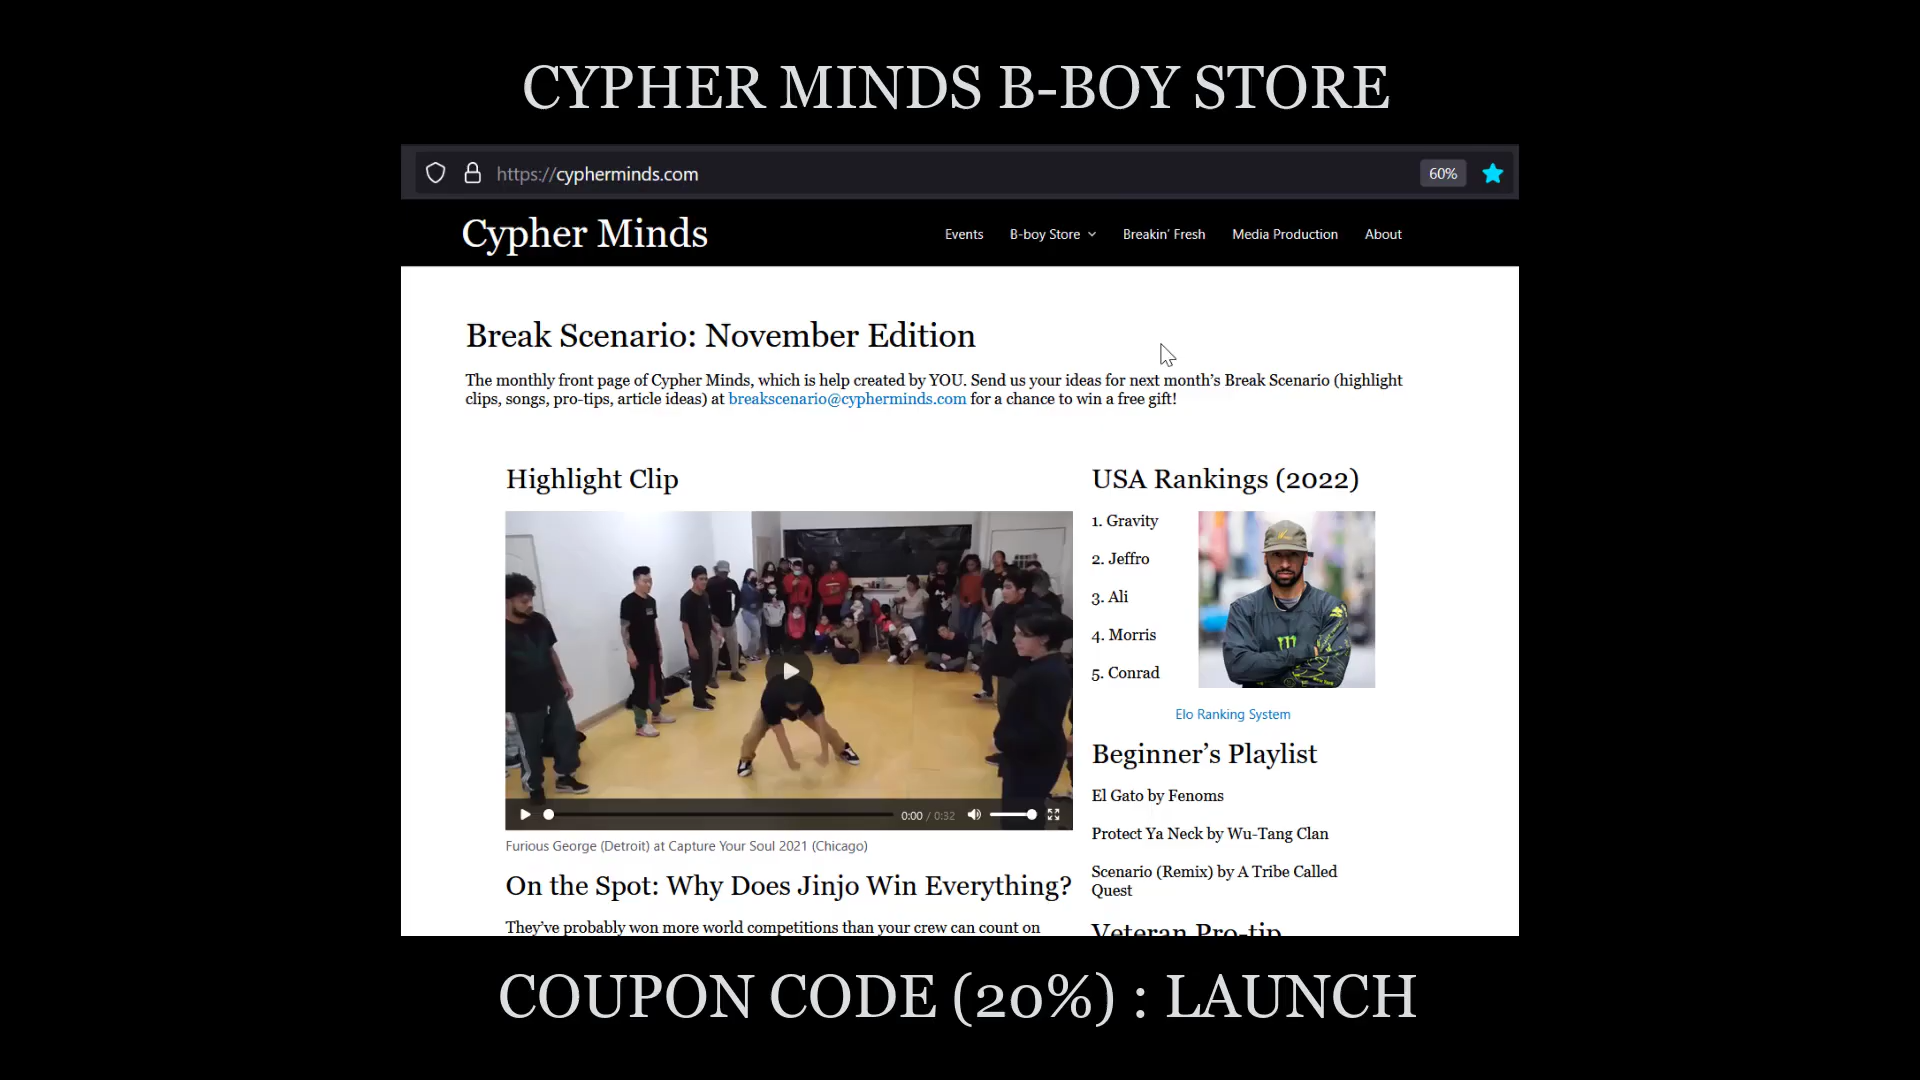 CYPHER MINDS B-BOY STORE
https://cypherminds.com
60%
Cypher Minds
Events
B-boy Store
Breakin' Fresh
Media Production
About
Break Scenario: November Edition
The monthly front page of Cypher Minds, which is help created by YOU. Send us your ideas for next month's Break Scenario (highlight
clips, songs, pro-tips, article ideas) at breakscenario@cypherminds.com for a chance to win a free gift!
Highlight Clip
0:00 / 0:32
Furious George (Detroit) at Capture Your Soul 2021 (Chicago)
On the Spot: Why Does Jinjo Win Everything?
They've probably won more world competitions than your crew can count on
USA Rankings (2022)
1. Gravity
2. Jeffro
3. Ali
4. Morris
5. Conrad
Elo Ranking System
Beginner's Playlist
El Gato by Fenoms
Protect Ya Neck by Wu-Tang Clan
Scenario (Remix) by A Tribe Called
Quest
Veteran Pro-tip
COUPON CODE (20%) : LAUNCH